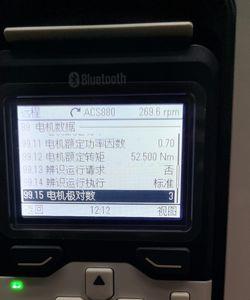 Bluetooth
远程 ACS880 269.6 rpm
99 电机数据
99.11 电机额定功率因数 0.70
99.12 电机额定转矩 52.500 Nm
99.13 辨识运行请求 否
99.14 辨识运行执行 标准
99.15 电机极对数 3
返回 12:12 视图